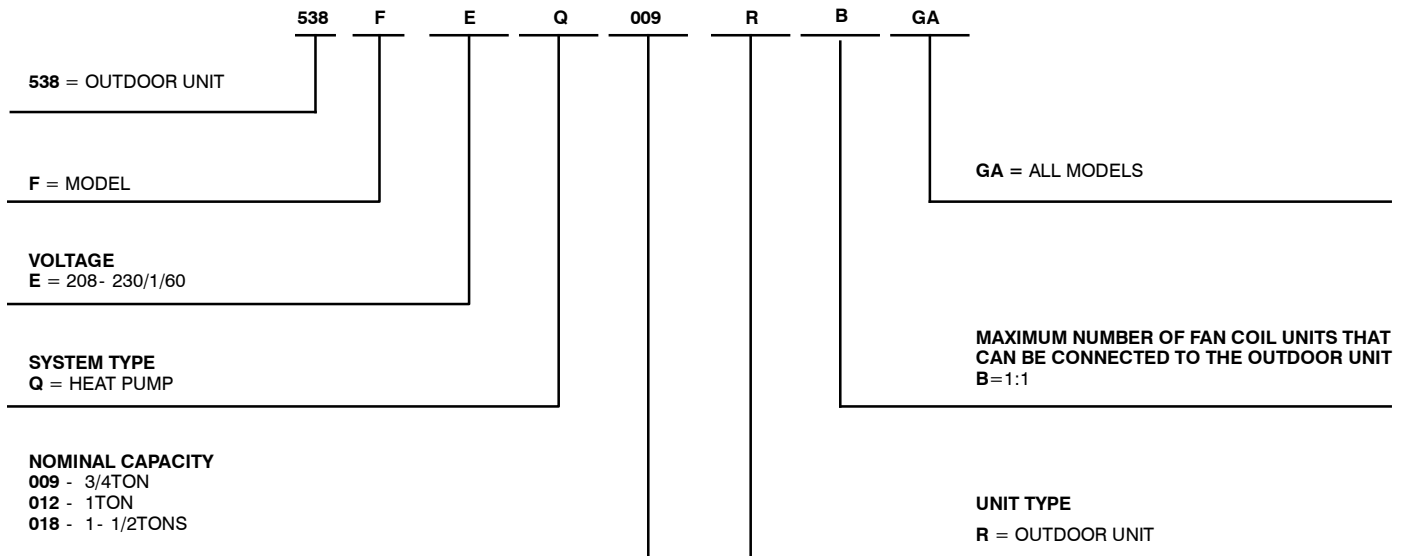 538 F E Q 009 R B GA
538 = OUTDOOR UNIT
F = MODEL
VOLTAGE
E = 208- 230/1/60
SYSTEM TYPE
Q = HEAT PUMP
NOMINAL CAPACITY
009 - 3/4TON
012 - 1TON
018 - 1- 1/2TONS
GA = ALL MODELS
MAXIMUM NUMBER OF FAN COIL UNITS THAT
CAN BE CONNECTED TO THE OUTDOOR UNIT
B=1:1
UNIT TYPE
R = OUTDOOR UNIT